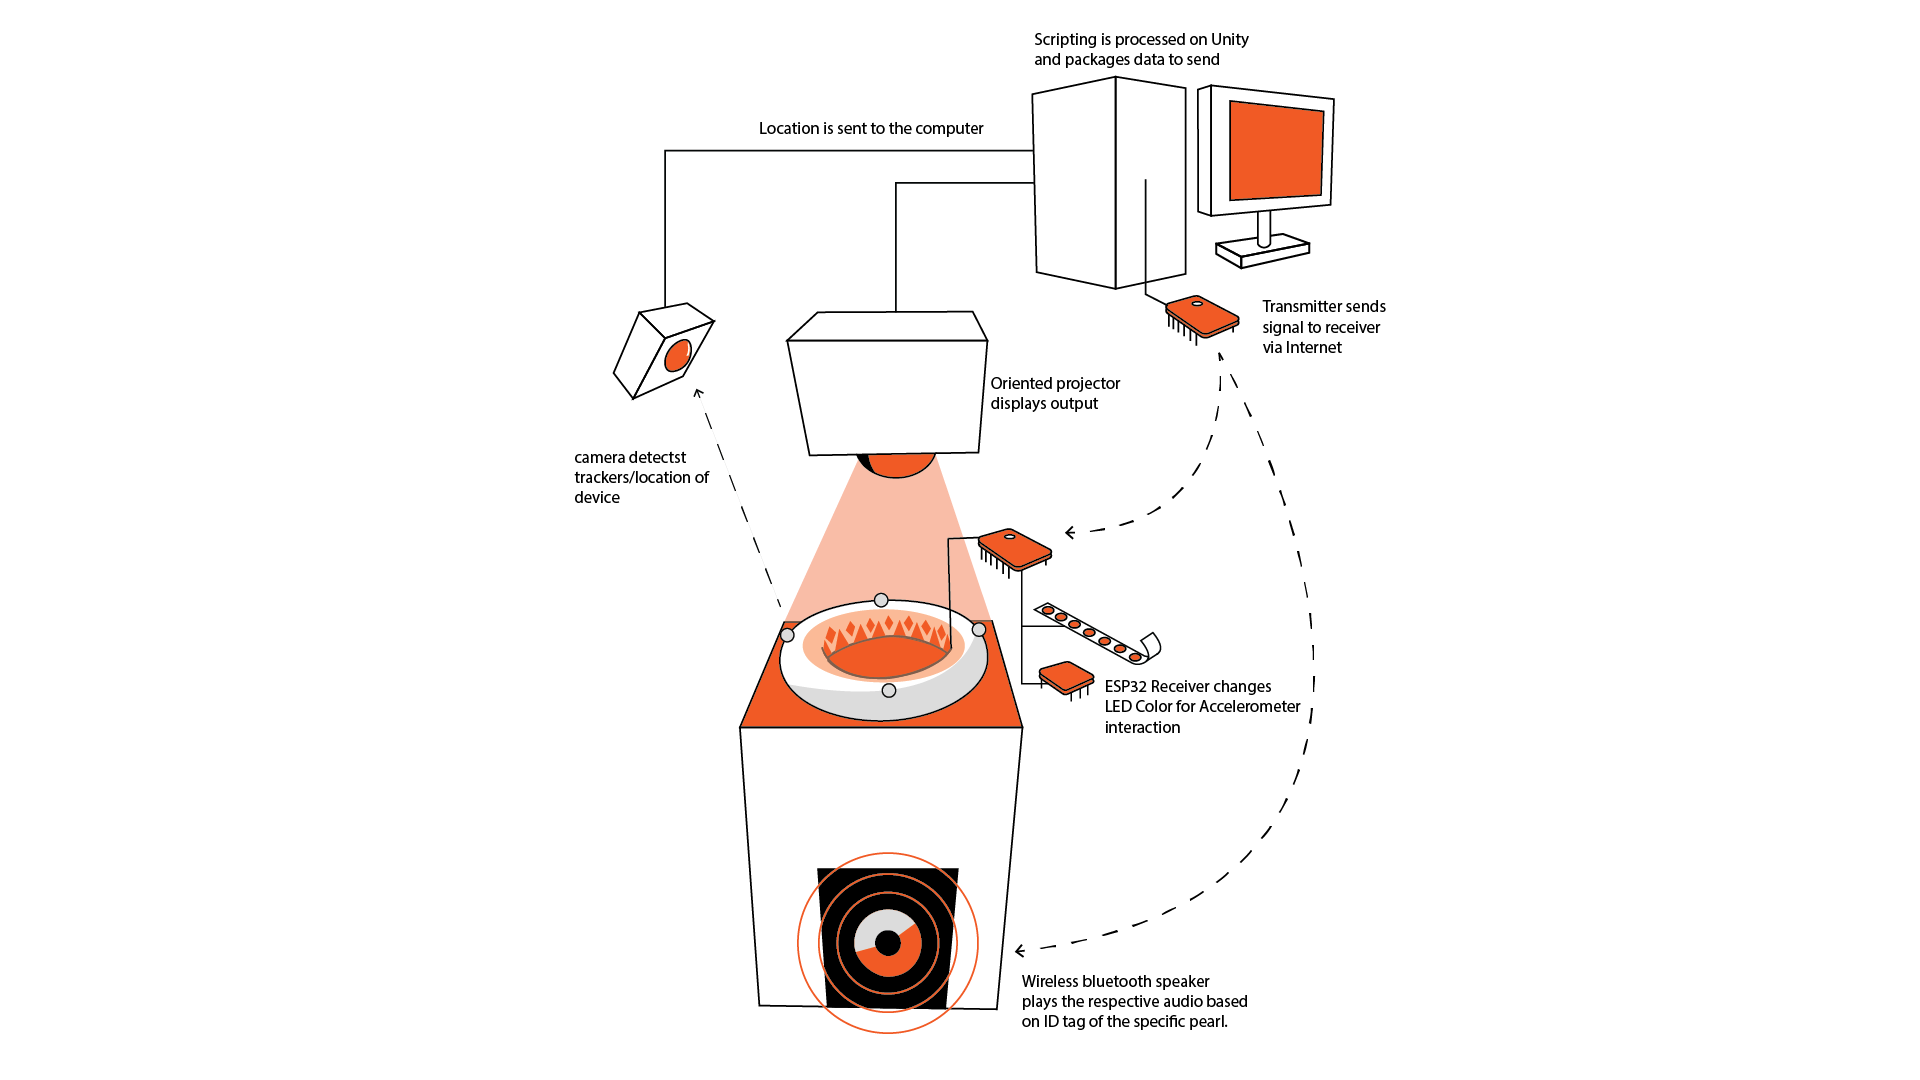 Scripting is processed on Unity
and packages data to send
Location is sent to the computer
Transmitter sends
signal to receiver
via Internet
Oriented projector
displays output
camera detectst
trackers/location of
device
ESP32 Receiver changes
LED Color for Accelerometer
interaction
Wireless bluetooth speaker
plays the respective audio based
on ID tag of the specific pearl.